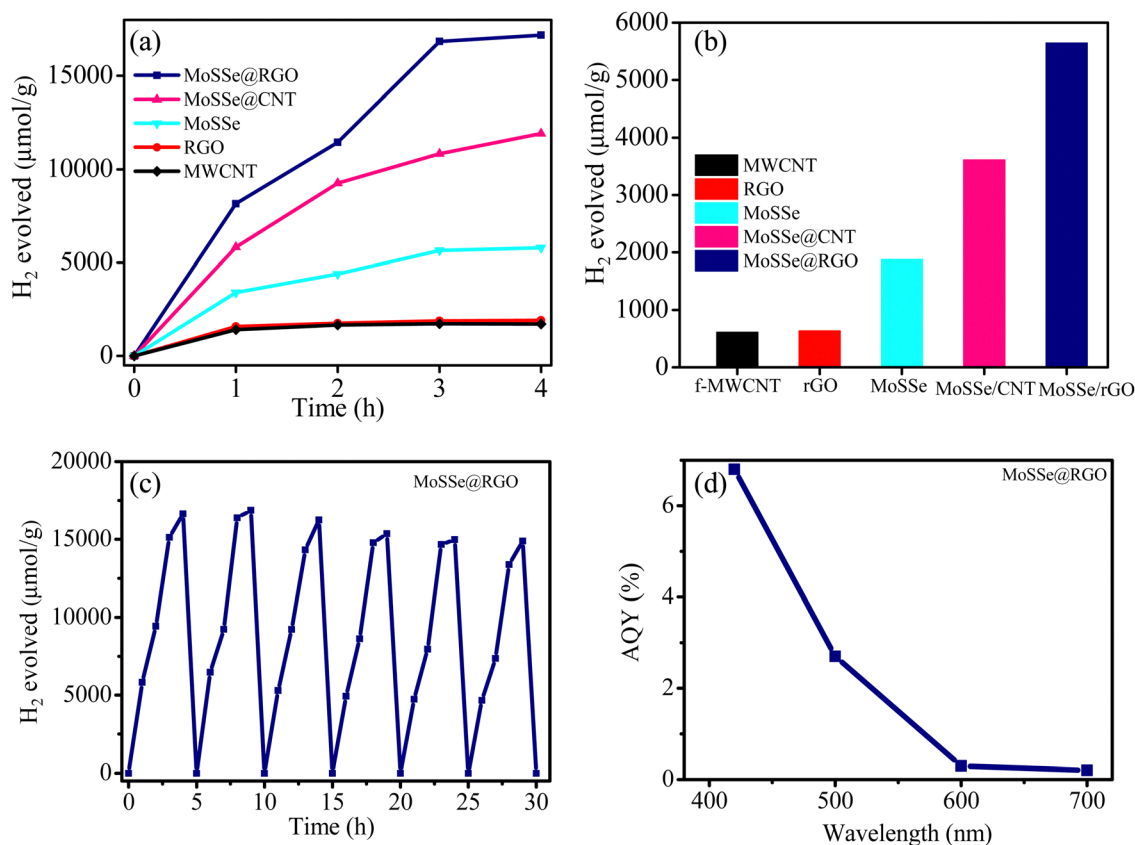 (a)
MoSSe@RGO
MoSSe@CNT
MoSSe
RGO
MWCNT
H2 evolved (μmol/g)
15000
10000
5000
0
0 1 2 3 4
Time (h)
(b)
MWCNT
RGO
MoSSe
MoSSe@CNT
MoSSe@RGO
H2 evolved (μmol/g)
6000
5000
4000
3000
2000
1000
0
f-MWCNT rGO MoSSe MoSSe/CNT MoSSe/rGO
(c)
MoSSe@RGO
H2 evolved (μmol/g)
20000
15000
10000
5000
0
0 5 10 15 20 25 30
Time (h)
(d)
MoSSe@RGO
AQY (%)
6
4
2
0
400 500 600 700
Wavelength (nm)